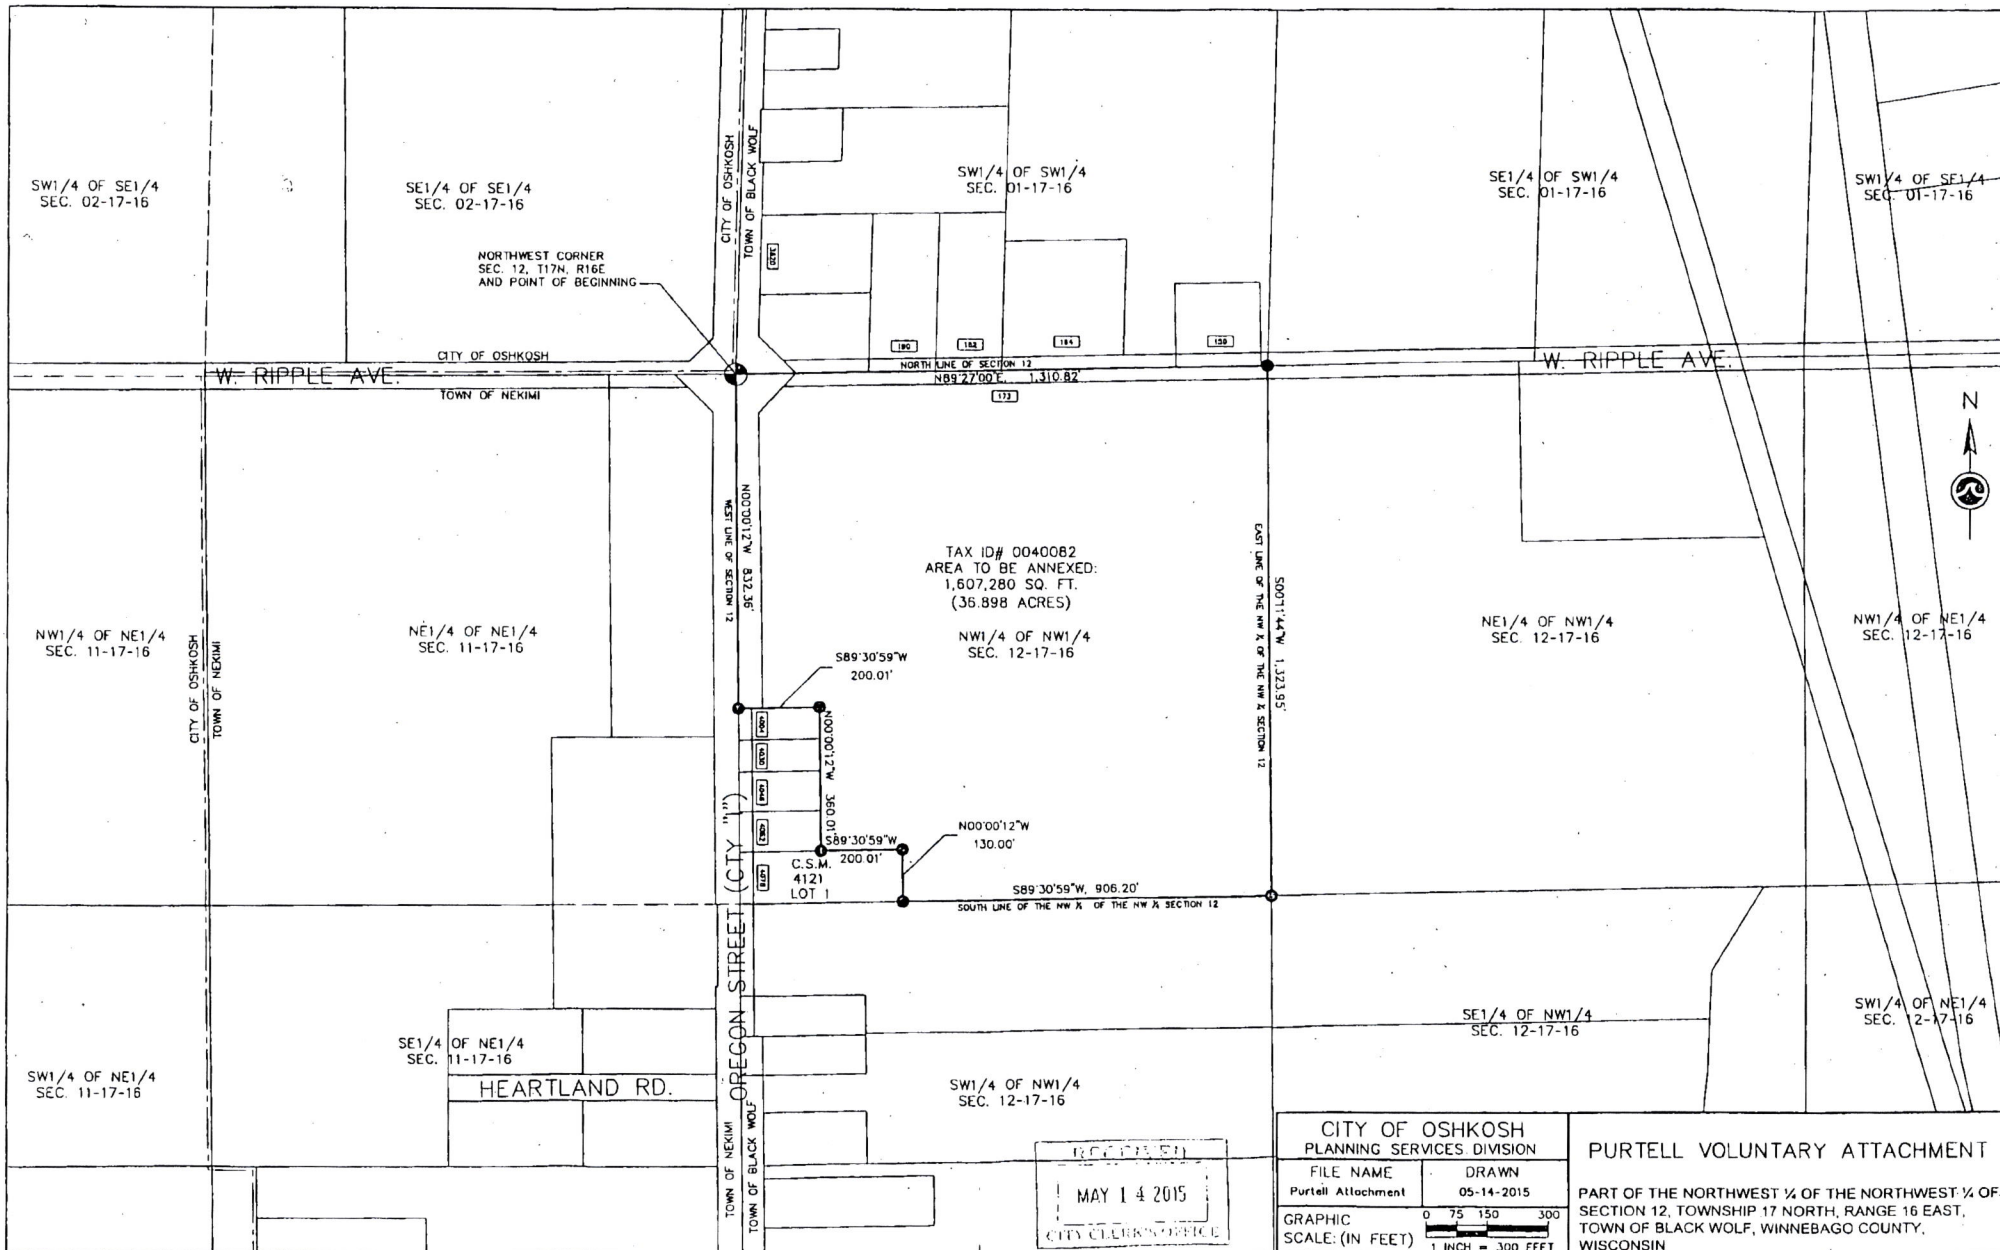 SW1/4 OF SE1/4
SEC. 02-17-16
SE1/4 OF SE1/4
SEC. 02-17-16
CITY OF OSHKOSH
TOWN OF BLACK WOLF
SW1/4 OF SW1/4
SEC. 01-17-16
SE1/4 OF SW1/4
SEC. 01-17-16
SW1/4 OF SE1/4
SEC. 01-17-16
3420
NORTHWEST CORNER
SEC. 12, T17N, R16E
AND POINT OF BEGINNING
190
182
164
150
CITY OF OSHKOSH
W. RIPPLE AVE.
TOWN OF NEKIMI
NORTH LINE OF SECTION 12
N89°27'00"E 1,310.82'
173
W. RIPPLE AVE.
N
WEST LINE OF SECTION 12
N00°00'12"W 832.36'
TAX ID# 0040082
AREA TO BE ANNEXED:
1,607,280 SQ. FT.
(36.898 ACRES)
NW1/4 OF NW1/4
SEC. 12-17-16
EAST LINE OF THE NW ¼ OF THE NW ¼ SECTION 12
S00°11'44"W 1,323.95'
NW1/4 OF NE1/4
SEC. 11-17-16
CITY OF OSHKOSH
TOWN OF NEKIMI
NE1/4 OF NE1/4
SEC. 11-17-16
NE1/4 OF NW1/4
SEC. 12-17-16
NW1/4 OF NE1/4
SEC. 12-17-16
S89°30'59"W
200.01'
4004
4030
4048
4062
4078
N00°00'12"W 360.01'
S89°30'59"W
200.01'
N00°00'12"W
130.00'
C.S.M.
4121
LOT 1
S89°30'59"W, 906.20'
SOUTH LINE OF THE NW ¼ OF THE NW ¼ SECTION 12
OREGON STREET (CTY "I")
SW1/4 OF NE1/4
SEC. 11-17-16
SE1/4 OF NE1/4
SEC. 11-17-16
HEARTLAND RD.
TOWN OF NEKIMI
TOWN OF BLACK WOLF
SW1/4 OF NW1/4
SEC. 12-17-16
SE1/4 OF NW1/4
SEC. 12-17-16
SW1/4 OF NE1/4
SEC. 12-17-16
RECEIVED
MAY 14 2015
CITY CLERK'S OFFICE
CITY OF OSHKOSH
PLANNING SERVICES DIVISION
FILE NAME
Purtell Attachment
DRAWN
05-14-2015
GRAPHIC
SCALE: (IN FEET)
0 75 150 300
1 INCH = 300 FEET
PURTELL VOLUNTARY ATTACHMENT
PART OF THE NORTHWEST ¼ OF THE NORTHWEST ¼ OF
SECTION 12, TOWNSHIP 17 NORTH, RANGE 16 EAST,
TOWN OF BLACK WOLF, WINNEBAGO COUNTY,
WISCONSIN